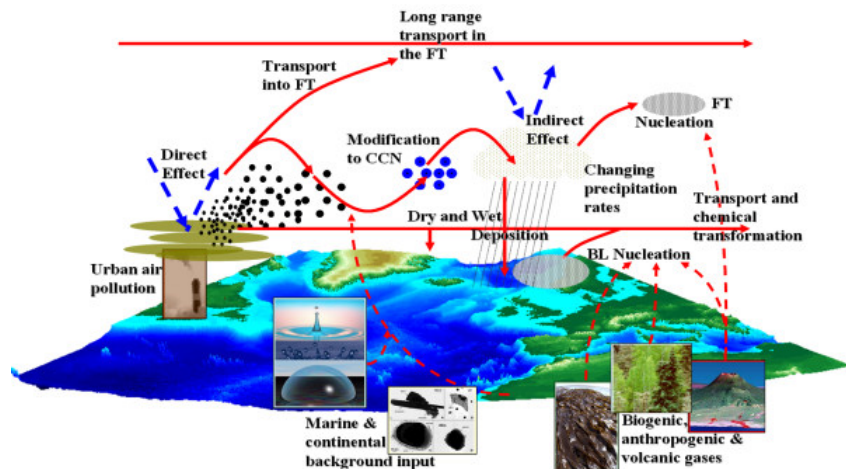 Long range
transport in
the FT
Transport
into FT
Direct
Effect
Modification
to CCN
Indirect
Effect
FT
Nucleation
Changing
precipitation
rates
Transport and
chemical
transformation
Dry and Wet
Deposition
BL Nucleation
Urban air
pollution
Marine &
continental
background input
Biogenic,
anthropogenic &
volcanic gases